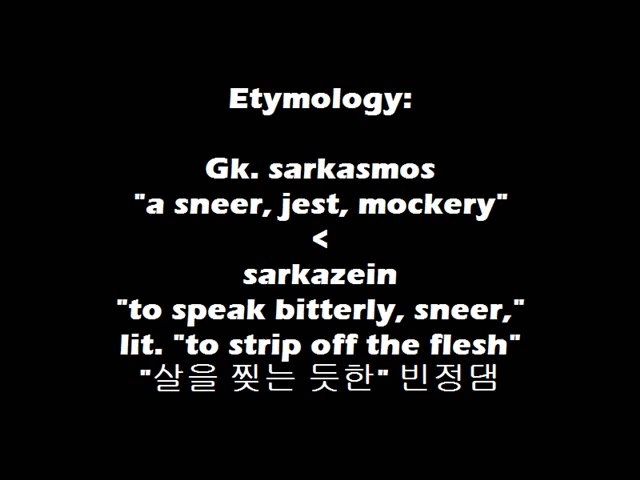 Etymology:
Gk. sarkasmos
"a sneer, jest, mockery"
<
sarkazein
"to speak bitterly, sneer,"
lit. "to strip off the flesh"
"살을 찢는 듯한" 빈정댐